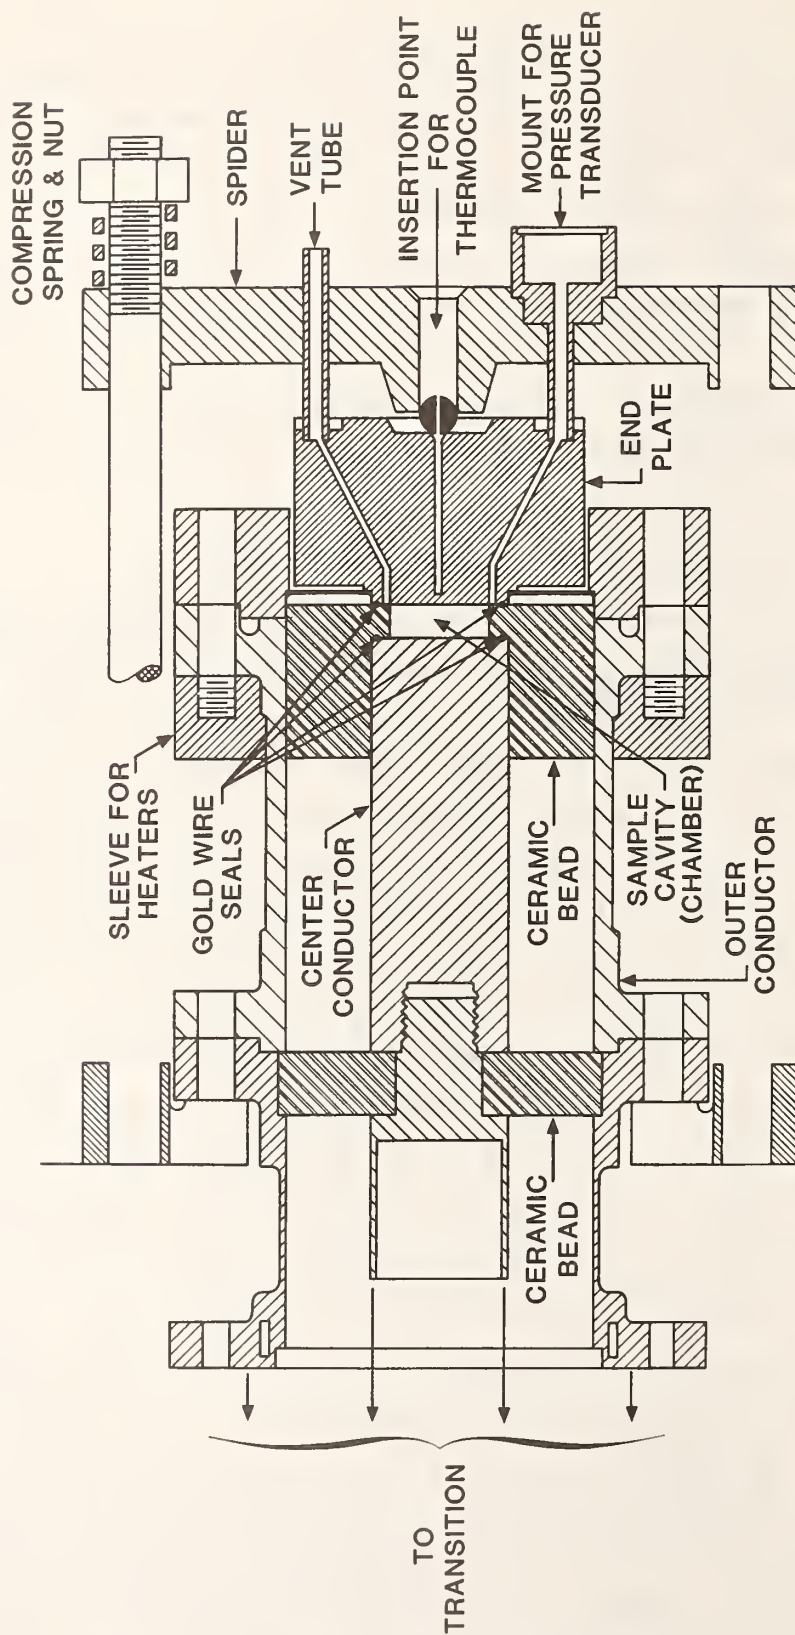 COMPRESSION
SPRING & NUT
SPIDER
VENT
TUBE
INSERTION POINT
FOR
THERMOCOUPLE
MOUNT FOR
PRESSURE
TRANSDUCER
END
PLATE
SLEEVE FOR
HEATERS
GOLD WIRE
SEALS
CENTER
CONDUCTOR
CERAMIC
BEAD
SAMPLE
CAVITY
(CHAMBER)
OUTER
CONDUCTOR
CERAMIC
BEAD
TO
TRANSITION